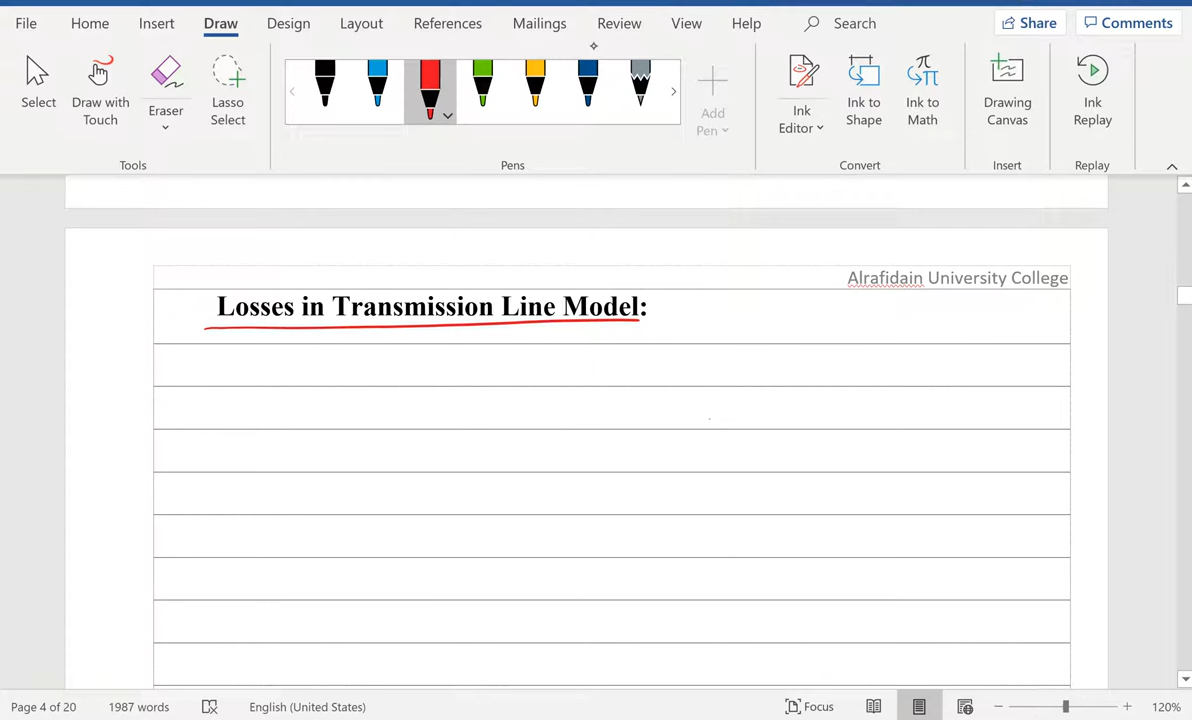 File Home Insert Draw Design Layout References Mailings Review View Help Search Share Comments
Select Draw with Touch Eraser Lasso Select Add Pen Ink Editor Ink to Shape Ink to Math Drawing Canvas Ink Replay
Tools Pens Convert Insert Replay
Alrafidain University College
Losses in Transmission Line Model:
Page 4 of 20 1987 words English (United States) Focus 120%